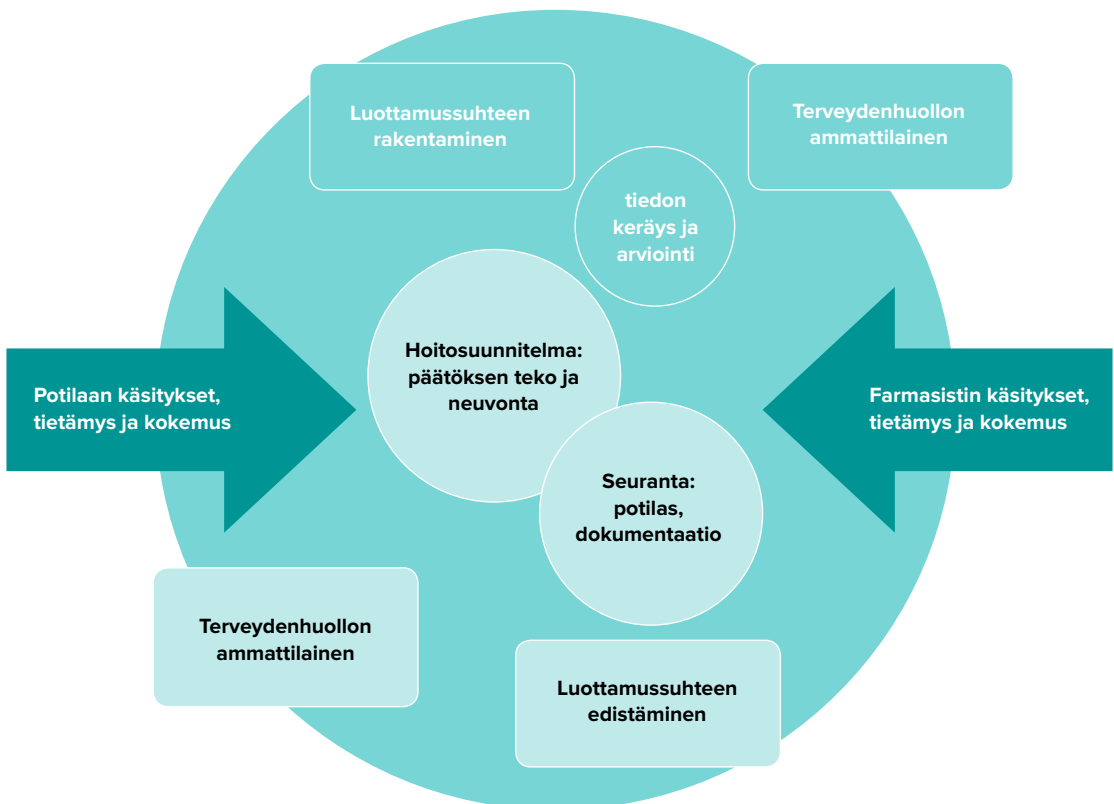 Luottamussuhteen
rakentaminen
Terveydenhuollon
ammattilainen
tiedon
keräys ja
arviointi
Hoitosuunnitelma:
päätöksen teko ja
neuvonta
Potilaan käsitykset,
tietämys ja kokemus
Farmasistin käsitykset,
tietämys ja kokemus
Seuranta:
potilas,
dokumentaatio
Terveydenhuollon
ammattilainen
Luottamussuhteen
edistäminen